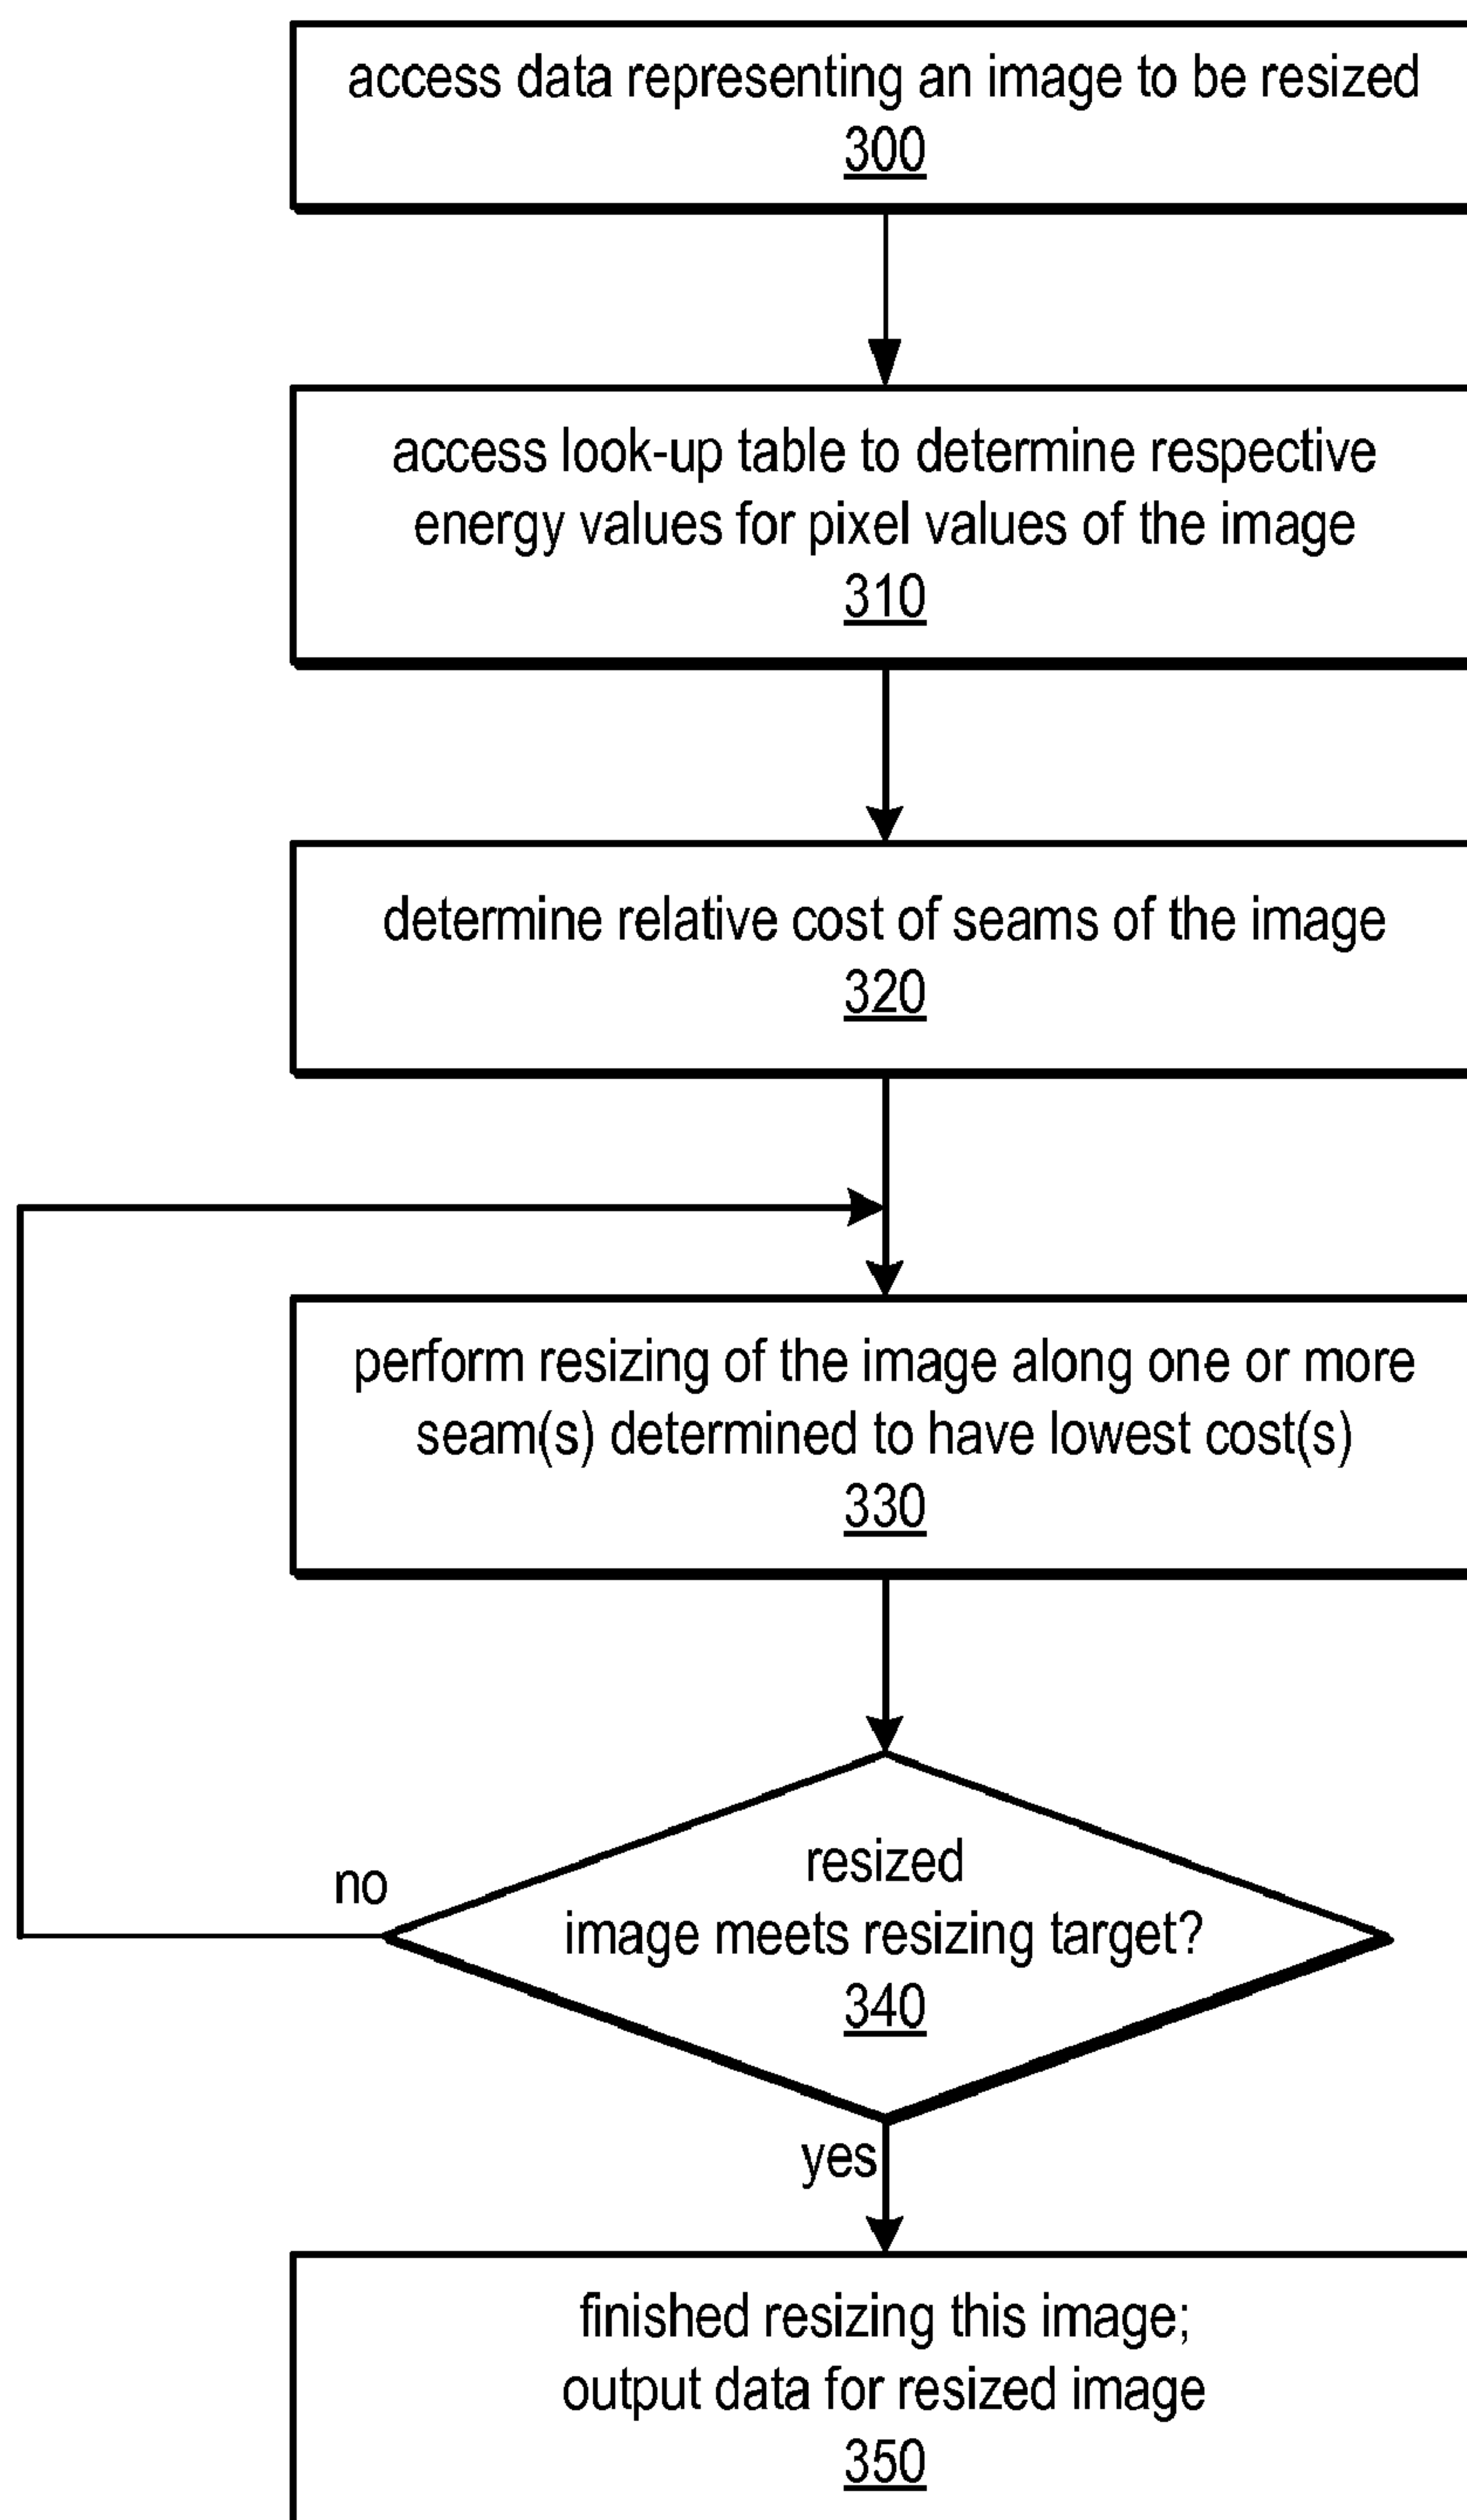 access data representing an image to be resized
300
access look-up table to determine respective
energy values for pixel values of the image
310
determine relative cost of seams of the image
320
perform resizing of the image along one or more
seam(s) determined to have lowest cost(s)
330
resized
image meets resizing target?
340
no
yes
finished resizing this image;
output data for resized image
350